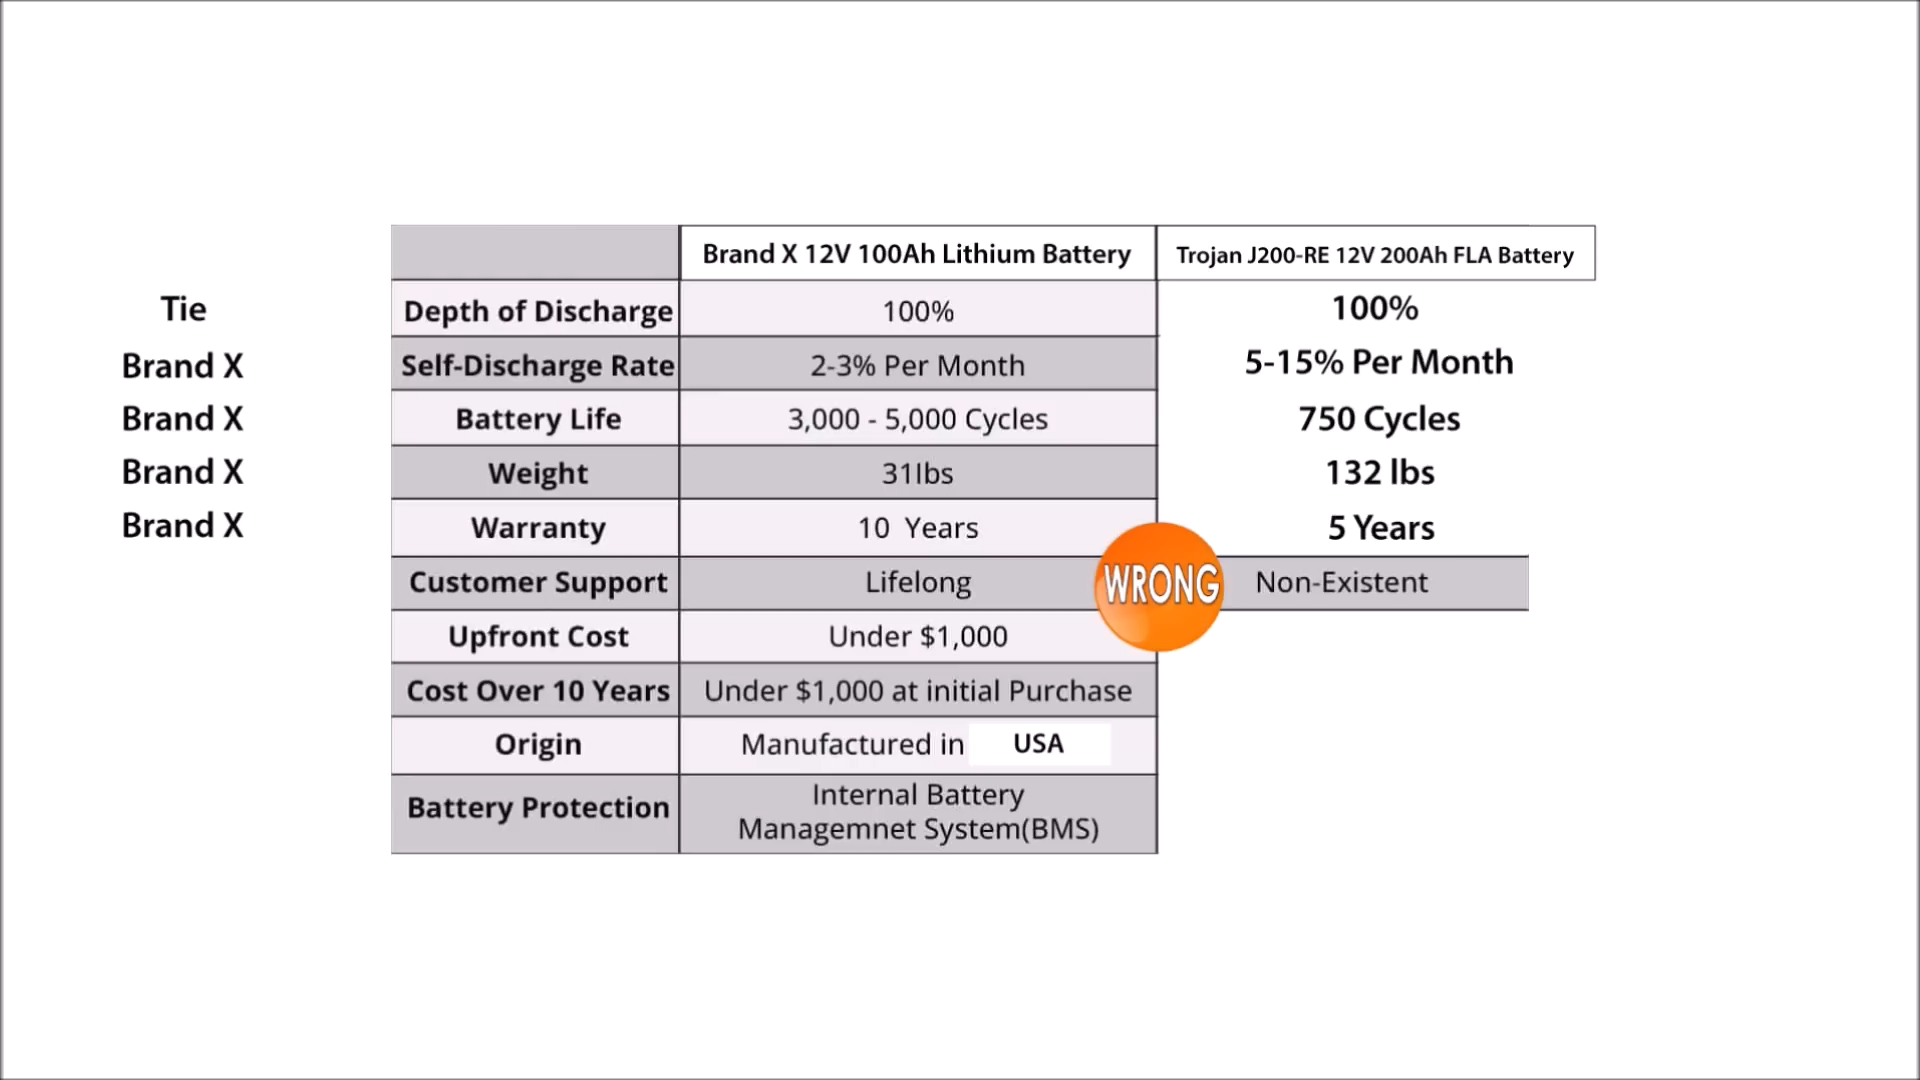 Brand X 12V 100Ah Lithium Battery Trojan J200-RE 12V 200Ah FLA Battery
Tie Depth of Discharge 100% 100%
Brand X Self-Discharge Rate 2-3% Per Month 5-15% Per Month
Brand X Battery Life 3,000 - 5,000 Cycles 750 Cycles
Brand X Weight 31lbs 132 lbs
Brand X Warranty 10 Years 5 Years
Customer Support Lifelong WRONG Non-Existent
Upfront Cost Under $1,000
Cost Over 10 Years Under $1,000 at initial Purchase
Origin Manufactured in USA
Battery Protection Internal Battery
Managemnet System(BMS)